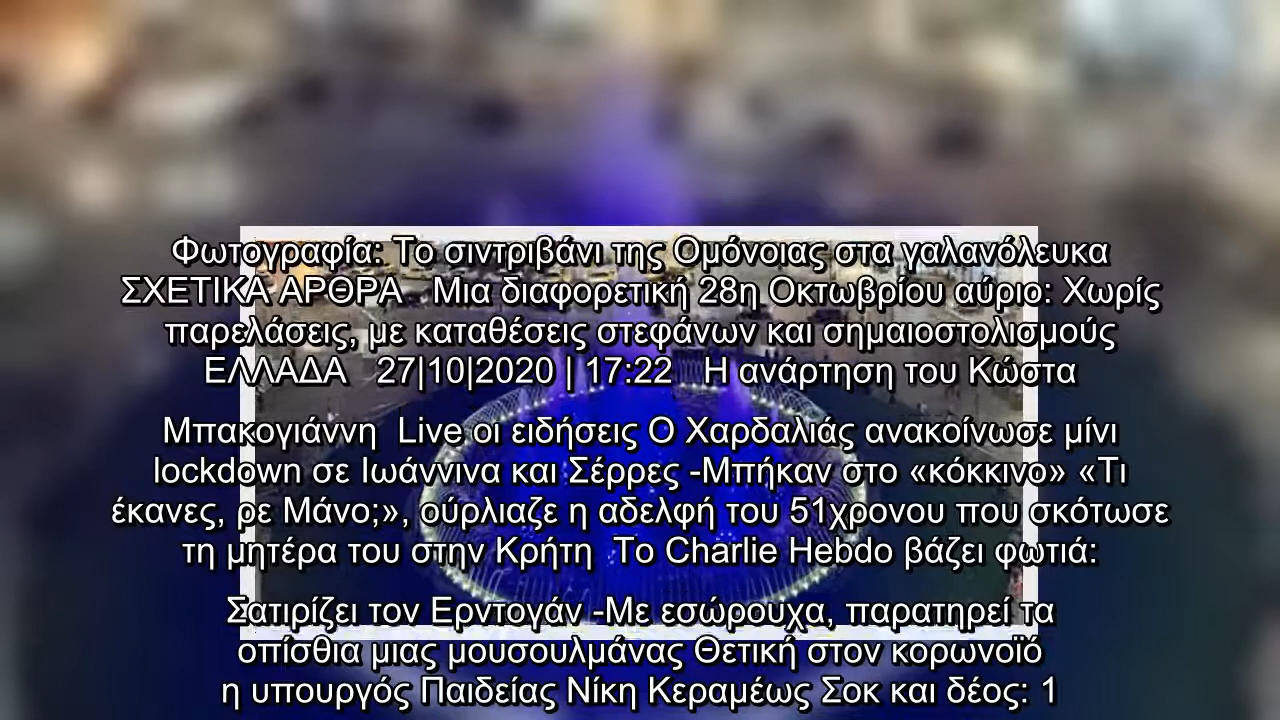 Φωτογραφία: Το σιντριβάνι της Ομόνοιας στα γαλανόλευκα
ΣΧΕΤΙΚΑ ΑΡΘΡΑ   Μια διαφορετική 28η Οκτωβρίου αύριο: Χωρίς
παρελάσεις, με καταθέσεις στεφάνων και σημαιοστολισμούς
ΕΛΛΑΔΑ   27|10|2020 | 17:22   Η ανάρτηση του Κώστα
Μπακογιάννη  Live οι ειδήσεις Ο Χαρδαλιάς ανακοίνωσε μίνι
lockdown σε Ιωάννινα και Σέρρες -Μπήκαν στο «κόκκινο» «Τι
έκανες, ρε Μάνο;», ούρλιαζε η αδελφή του 51χρονου που σκότωσε
τη μητέρα του στην Κρήτη  Το Charlie Hebdo βάζει φωτιά:
Σατιρίζει τον Ερντογάν -Με εσώρουχα, παρατηρεί τα
οπίσθια μιας μουσουλμάνας Θετική στον κορωνοϊό
η υπουργός Παιδείας Νίκη Κεραμέως Σοκ και δέος: 1